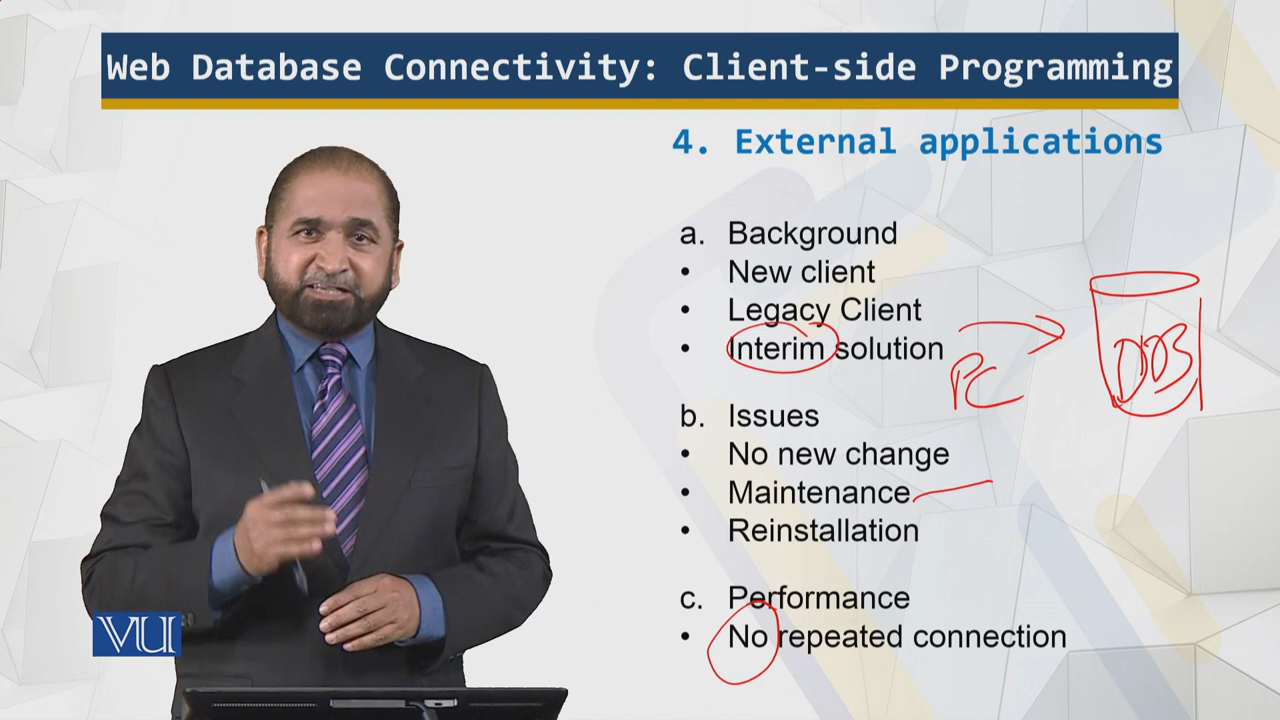 Web Database Connectivity: Client-side Programming
4. External applications
a. Background
• New client
• Legacy Client
• Interim solution
PC
DDB
b. Issues
• No new change
• Maintenance
• Reinstallation
c. Performance
• No repeated connection
VU